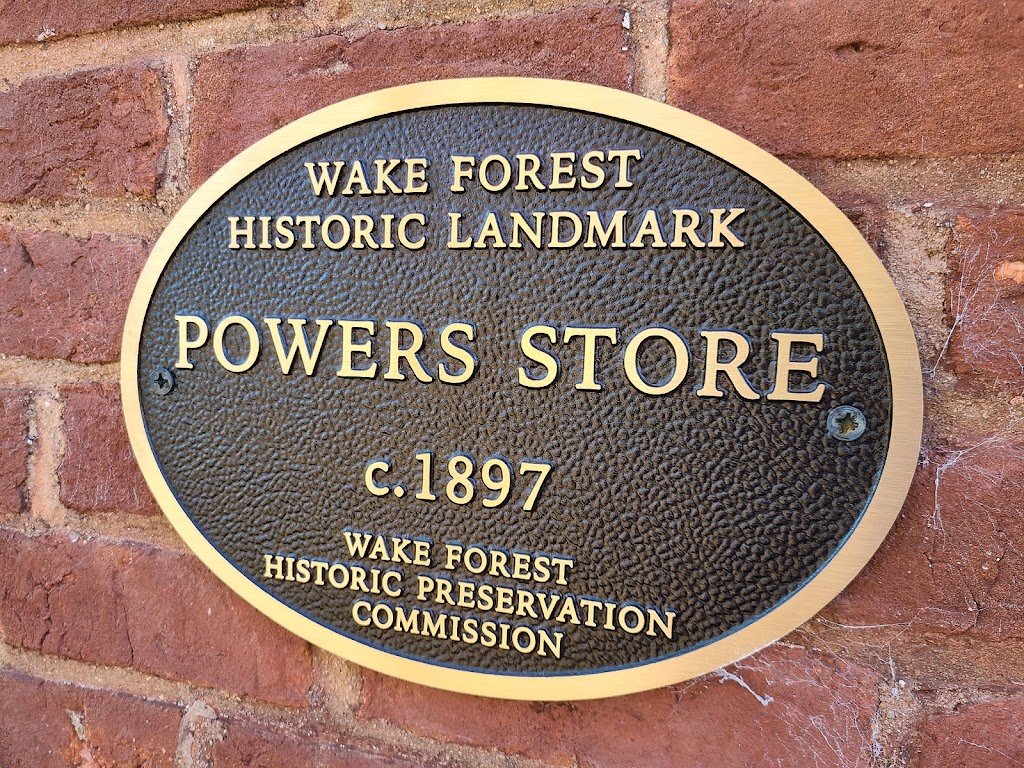 WAKE FOREST
HISTORIC LANDMARK
POWERS STORE
c.1897
WAKE FOREST
HISTORIC PRESERVATION
COMMISSION